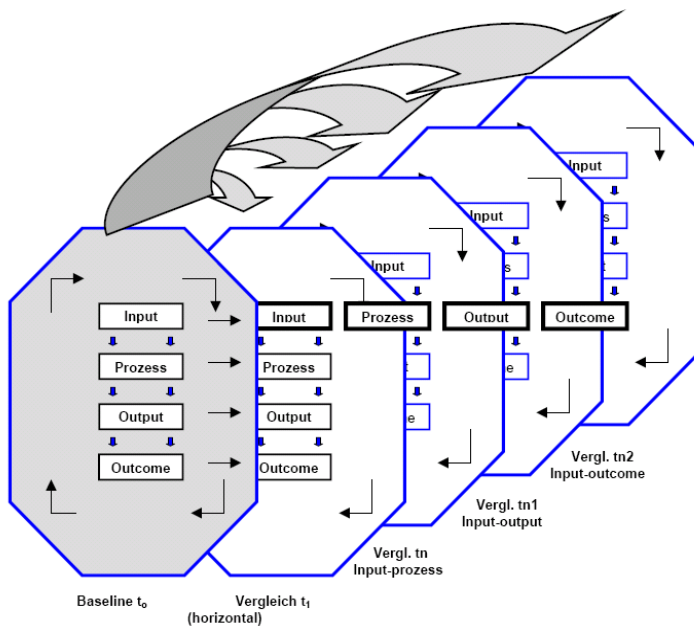 Input
Prozess
Output
Outcome
Input
Prozess
Output
Outcome
Input
Prozess
t
e
Input
s
Output
e
Input
s
t
Outcome
Baseline t₀
Vergleich t₁
(horizontal)
Vergl. tn
Input-prozess
Vergl. tn1
Input-output
Vergl. tn2
Input-outcome